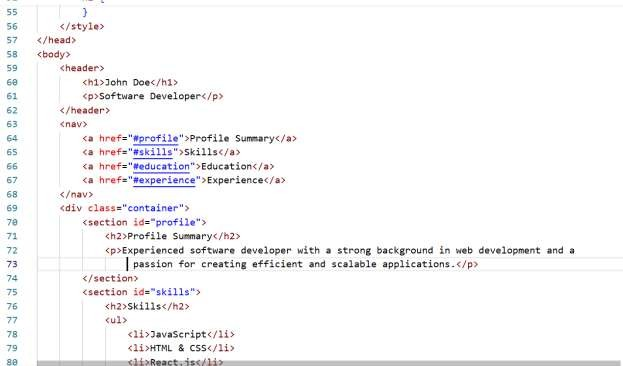 55 }
56 </style>
57 </head>
58 <body>
59 <header>
60 <h1>John Doe</h1>
61 <p>Software Developer</p>
62 </header>
63 <nav>
64 <a href="#profile">Profile Summary</a>
65 <a href="#skills">Skills</a>
66 <a href="#education">Education</a>
67 <a href="#experience">Experience</a>
68 </nav>
69 <div class="container">
70 <section id="profile">
71 <h2>Profile Summary</h2>
72 <p>Experienced software developer with a strong background in web development and a
73 passion for creating efficient and scalable applications.</p>
74 </section>
75 <section id="skills">
76 <h2>Skills</h2>
77 <ul>
78 <li>JavaScript</li>
79 <li>HTML & CSS</li>
80 <li>React.js</li>